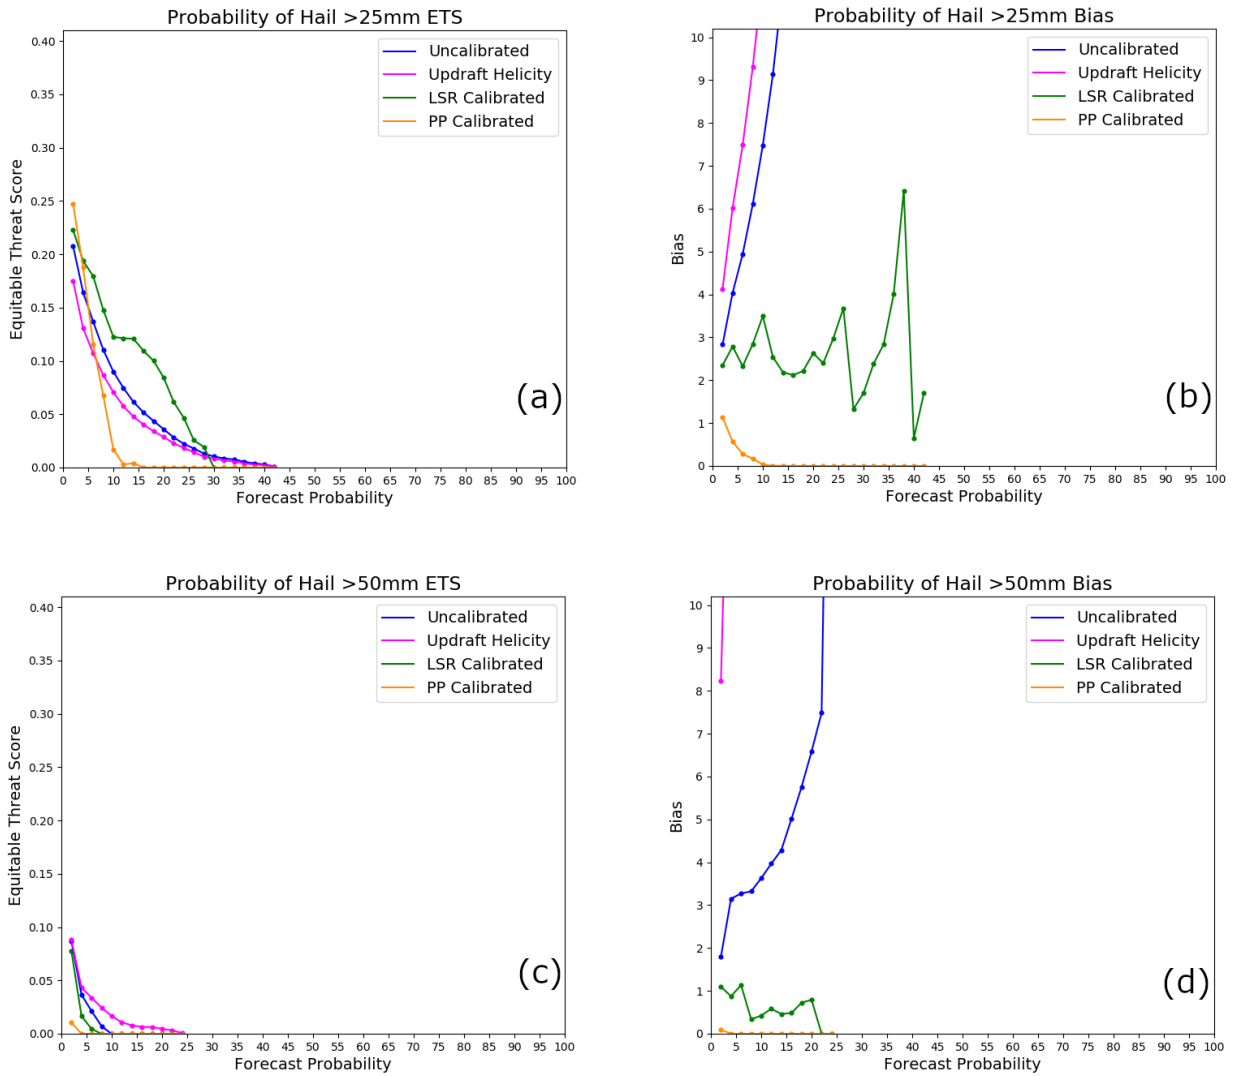 Probability of Hail >25mm ETS
0.40
0.35
0.30
0.25
0.20
0.15
0.10
0.05
0.00
Equitable Threat Score
Uncalibrated
Updraft Helicity
LSR Calibrated
PP Calibrated
(a)
0 5 10 15 20 25 30 35 40 45 50 55 60 65 70 75 80 85 90 95 100
Forecast Probability
Probability of Hail >25mm Bias
10
9
8
7
6
5
4
3
2
1
0
Bias
Uncalibrated
Updraft Helicity
LSR Calibrated
PP Calibrated
(b)
0 5 10 15 20 25 30 35 40 45 50 55 60 65 70 75 80 85 90 95 100
Forecast Probability
Probability of Hail >50mm ETS
0.40
0.35
0.30
0.25
0.20
0.15
0.10
0.05
0.00
Equitable Threat Score
Uncalibrated
Updraft Helicity
LSR Calibrated
PP Calibrated
(c)
0 5 10 15 20 25 30 35 40 45 50 55 60 65 70 75 80 85 90 95 100
Forecast Probability
Probability of Hail >50mm Bias
10
9
8
7
6
5
4
3
2
1
0
Bias
Uncalibrated
Updraft Helicity
LSR Calibrated
PP Calibrated
(d)
0 5 10 15 20 25 30 35 40 45 50 55 60 65 70 75 80 85 90 95 100
Forecast Probability